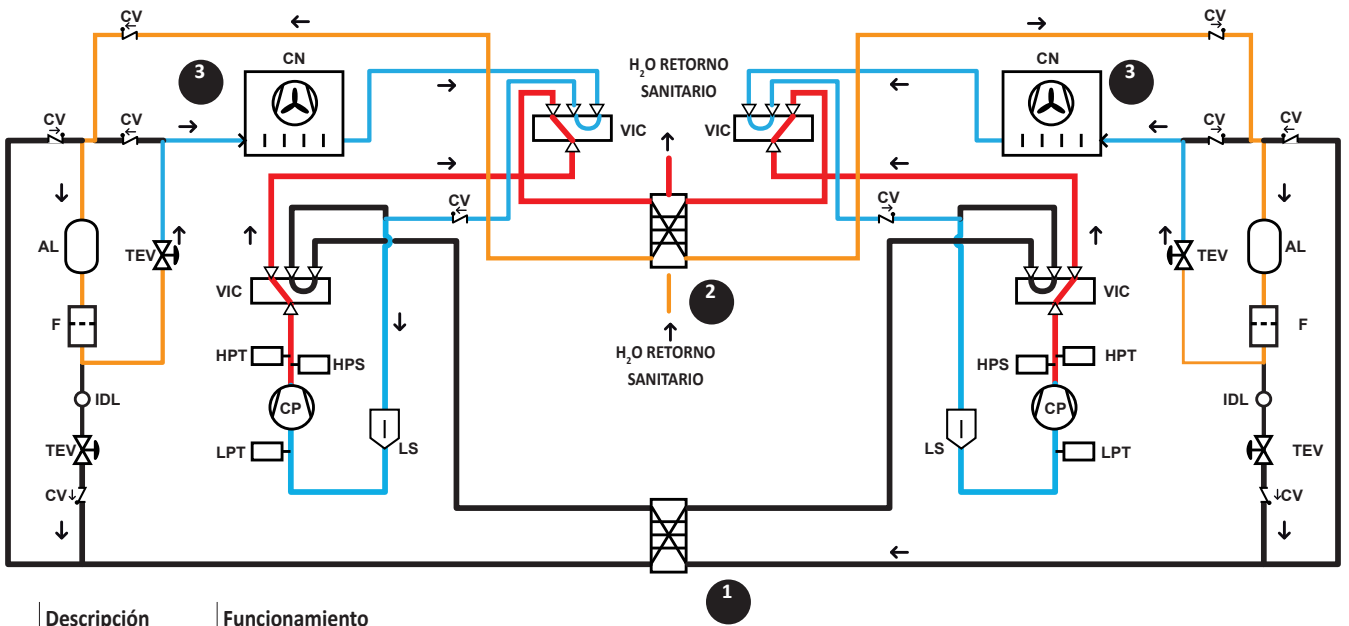 CV
CV
3
CN
H₂O RETORNO
SANITARIO
CN
3
CV
CV
VIC
VIC
CV
CV
CV
CV
AL
TEV
TEV
AL
VIC
2
VIC
F
F
H₂O RETORNO
SANITARIO
HPT
HPS
HPS
HPT
IDL
CP
CP
IDL
TEV
LPT
LS
LS
LPT
TEV
CV
CV
1
Descripción
Funcionamiento